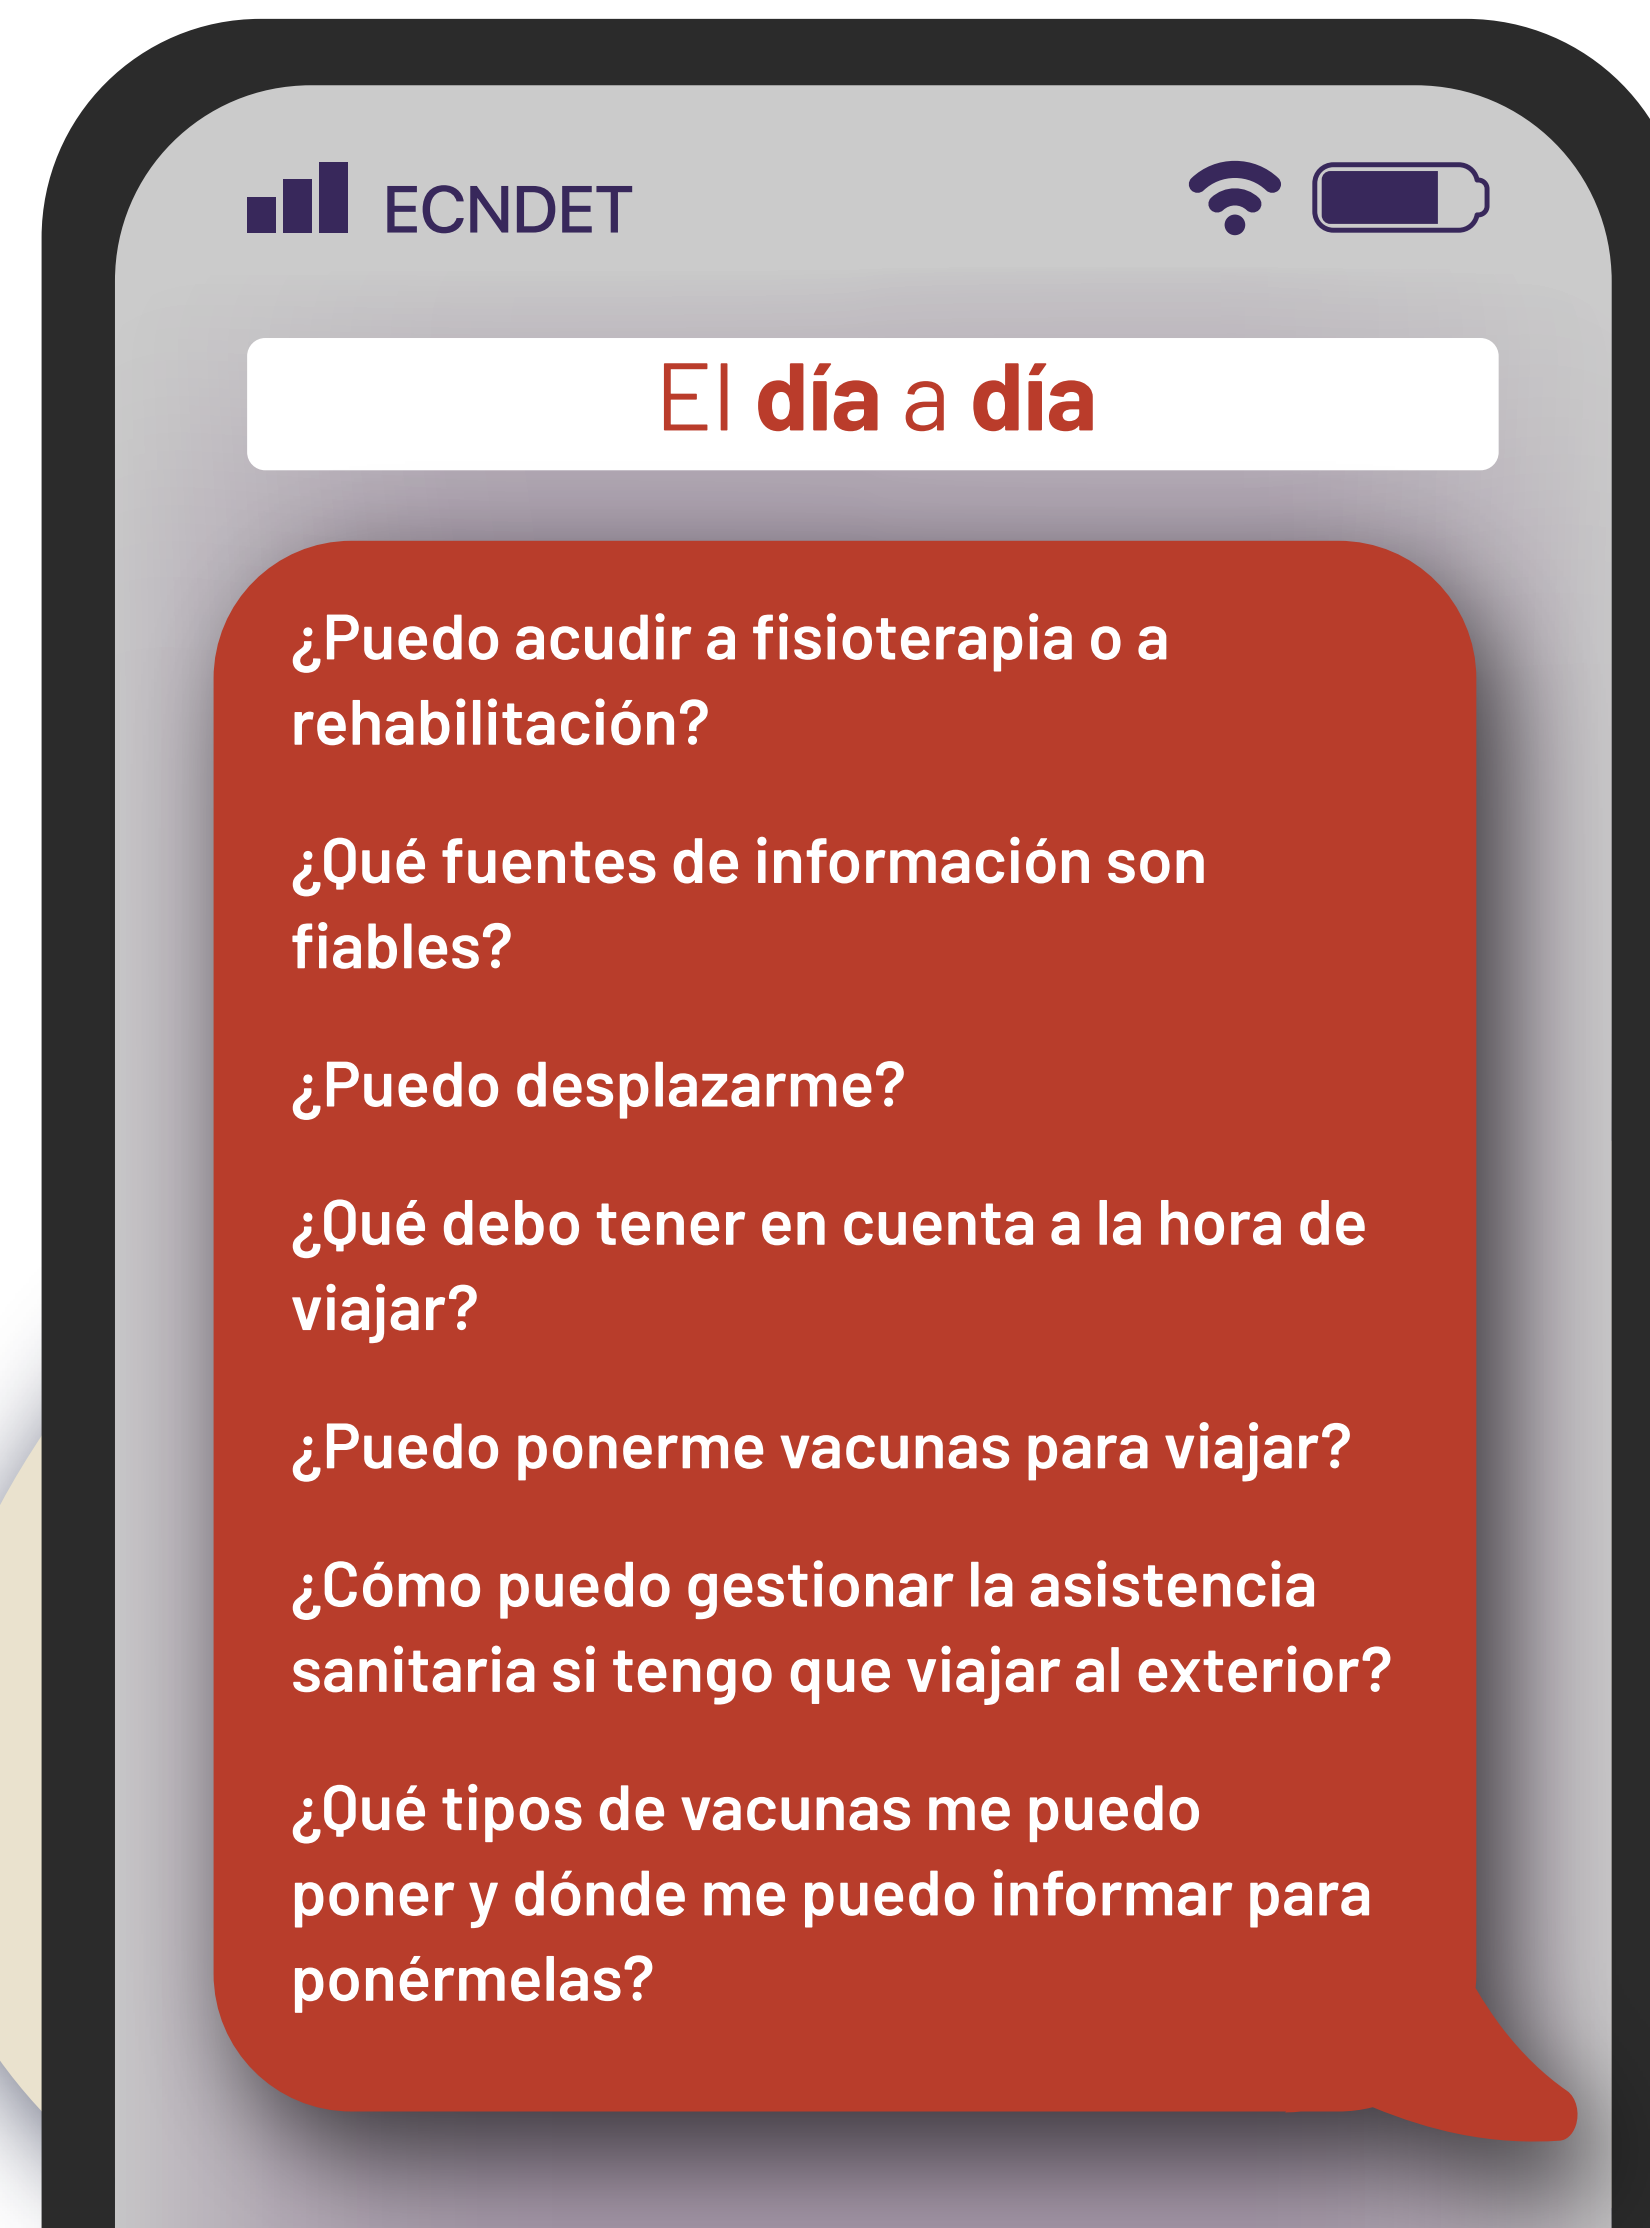 ECNDET
El día a día
¿Puedo acudir a fisioterapia o a
rehabilitación?
¿Qué fuentes de información son
fiables?
¿Puedo desplazarme?
¿Qué debo tener en cuenta a la hora de
viajar?
¿Puedo ponerme vacunas para viajar?
¿Cómo puedo gestionar la asistencia
sanitaria si tengo que viajar al exterior?
¿Qué tipos de vacunas me puedo
poner y dónde me puedo informar para
ponérmelas?